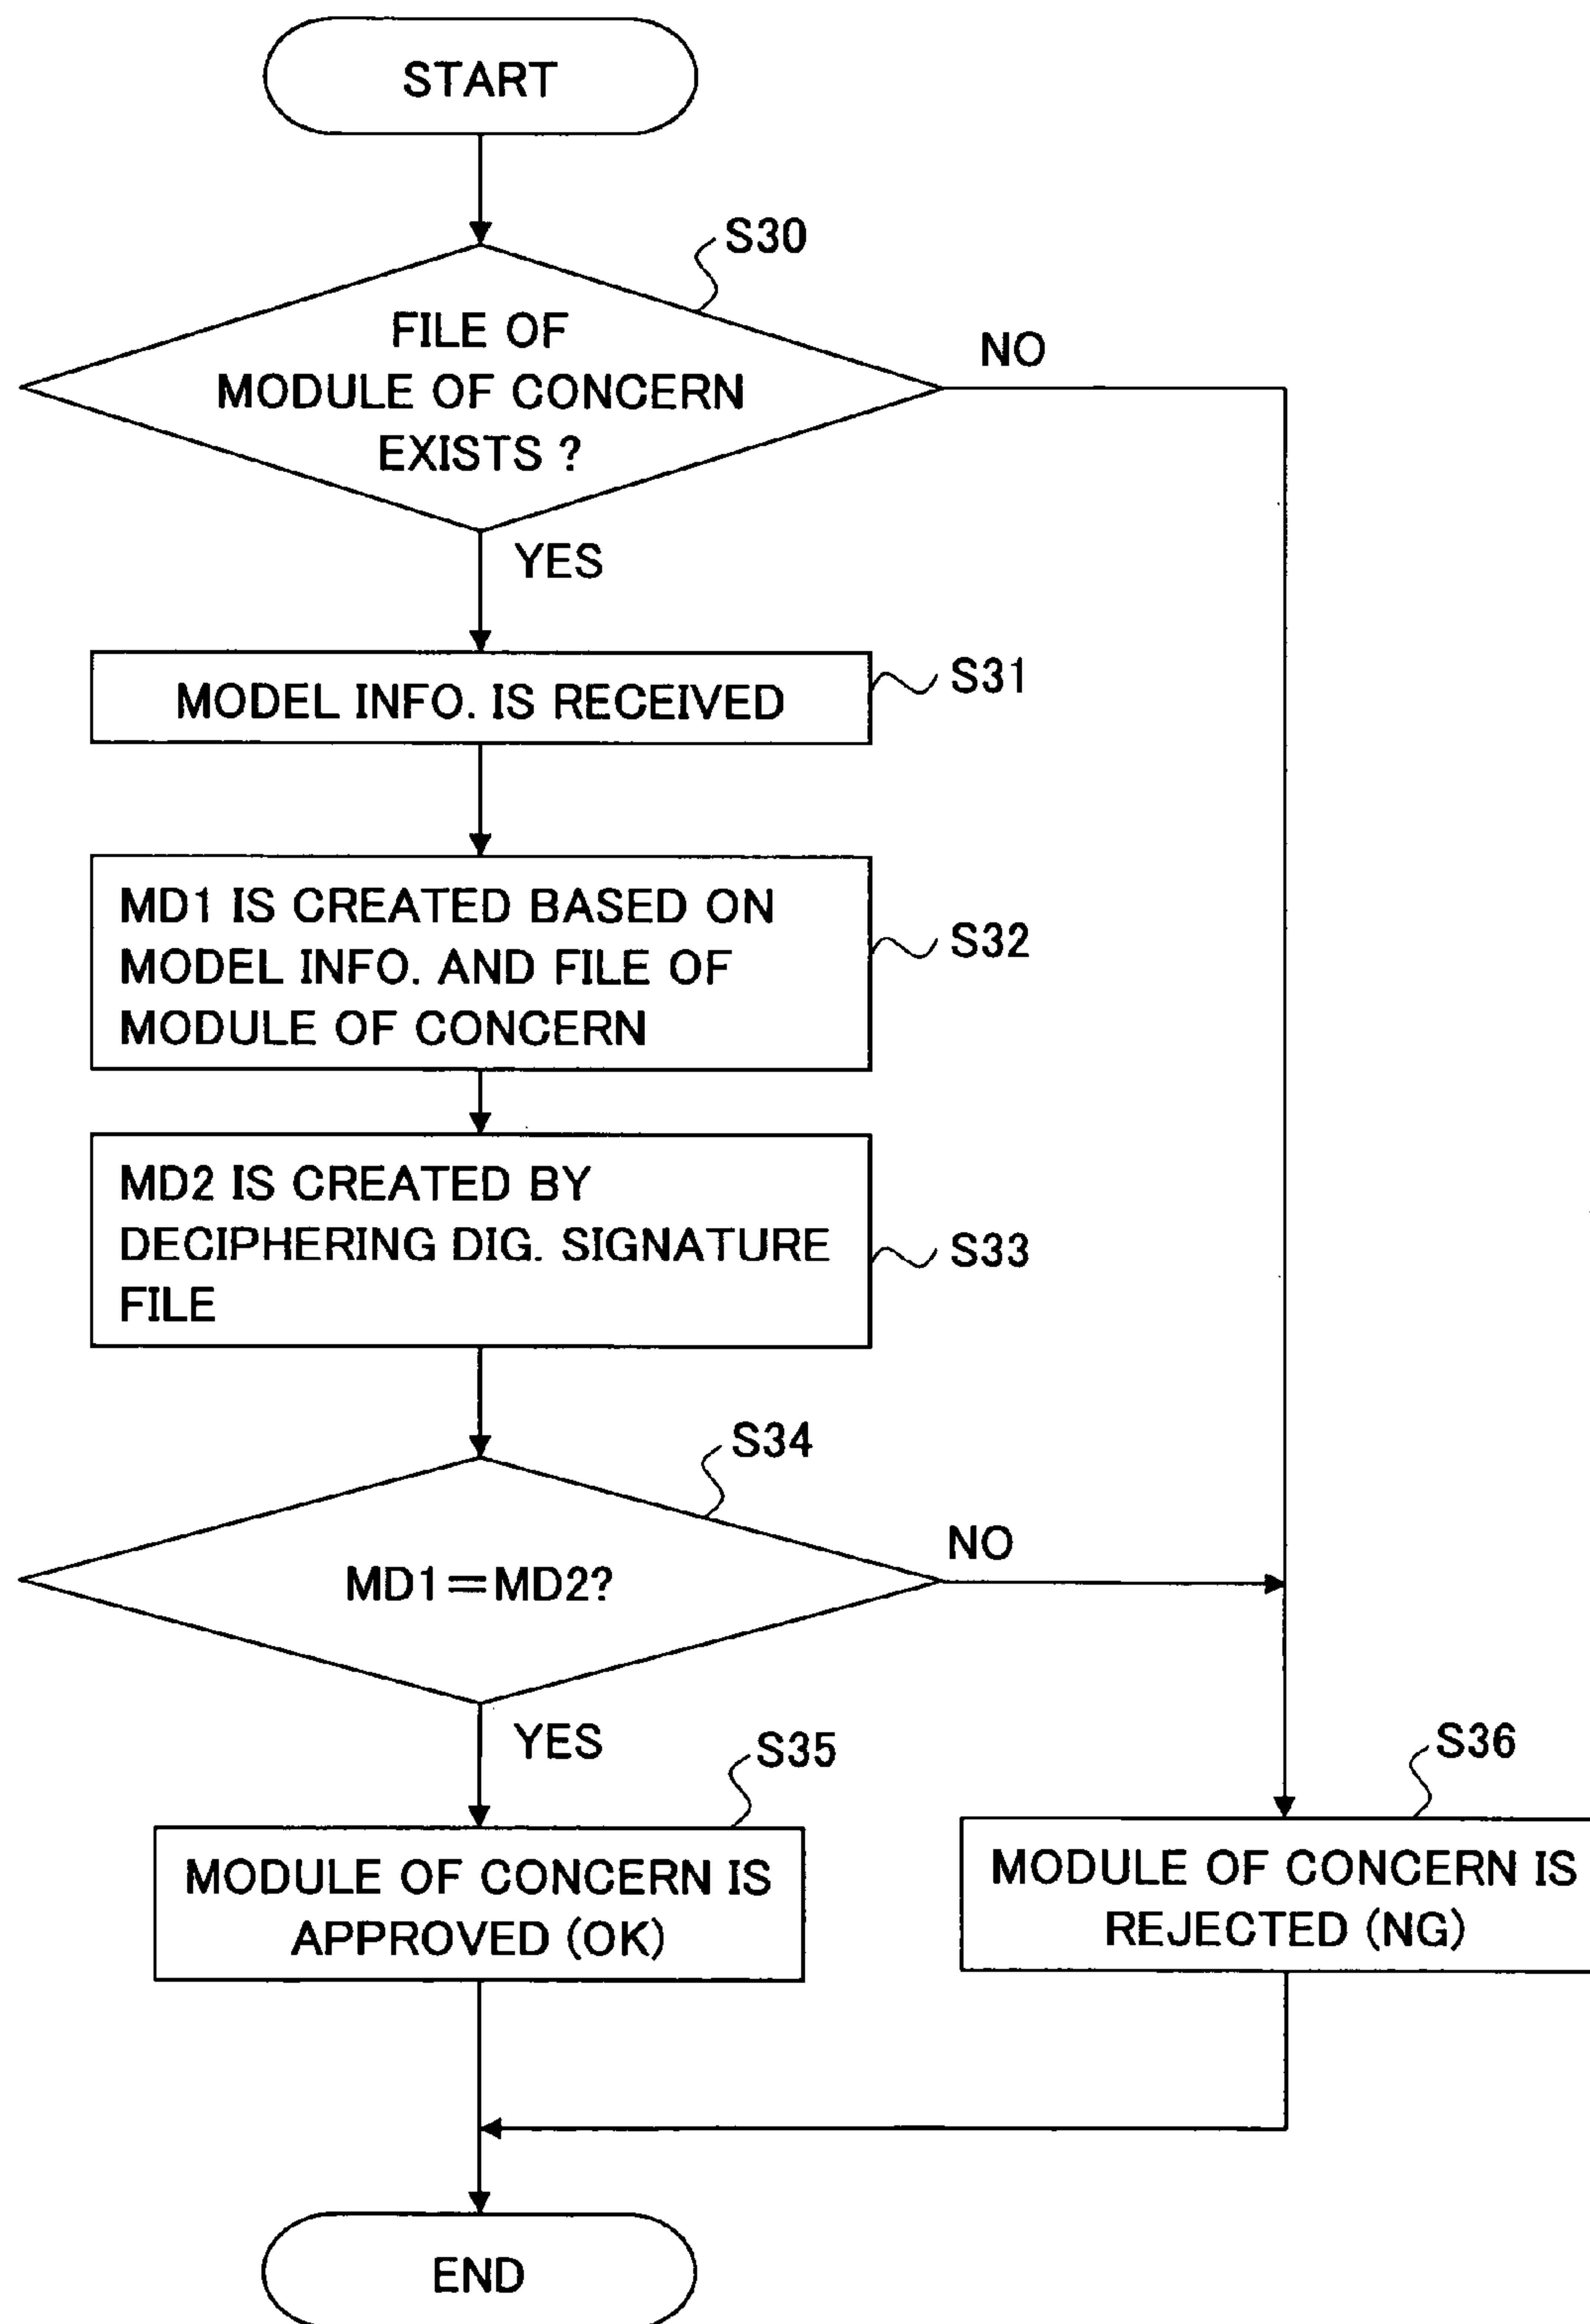 START
S30
FILE OF
MODULE OF CONCERN
EXISTS ?
NO
YES
MODEL INFO. IS RECEIVED
S31
MD1 IS CREATED BASED ON
MODEL INFO. AND FILE OF
MODULE OF CONCERN
S32
MD2 IS CREATED BY
DECIPHERING DIG. SIGNATURE
FILE
S33
S34
MD1=MD2?
NO
YES
S35
MODULE OF CONCERN IS
APPROVED (OK)
S36
MODULE OF CONCERN IS
REJECTED (NG)
END